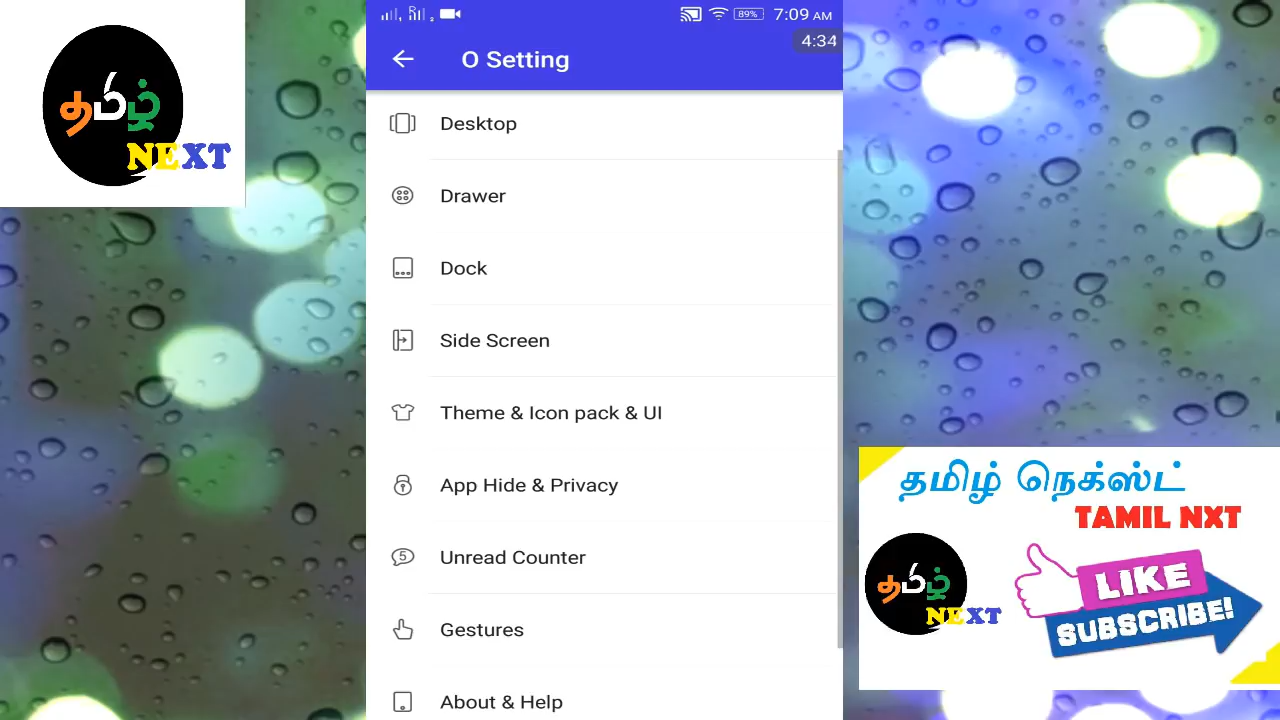 தமிழ்
NEXT
89%
7:09 AM
4:34
O Setting
Desktop
Drawer
Dock
Side Screen
Theme & Icon pack & UI
App Hide & Privacy
5
Unread Counter
Gestures
About & Help
தமிழ் நெக்ஸ்ட்
TAMIL NXT
தமிழ்
NEXT
LIKE
SUBSCRIBE!